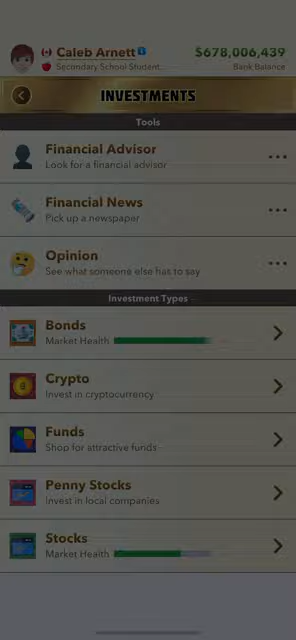 Caleb Arnett
$678,006,439
Secondary School Student...
Bank Balance
INVESTMENTS
Tools
Financial Advisor
Look for a financial advisor
Financial News
Pick up a newspaper
Opinion
See what someone else has to say
Investment Types
Bonds
Market Health
Crypto
Invest in cryptocurrency
Funds
Shop for attractive funds
Penny Stocks
Invest in local companies
Stocks
Market Health